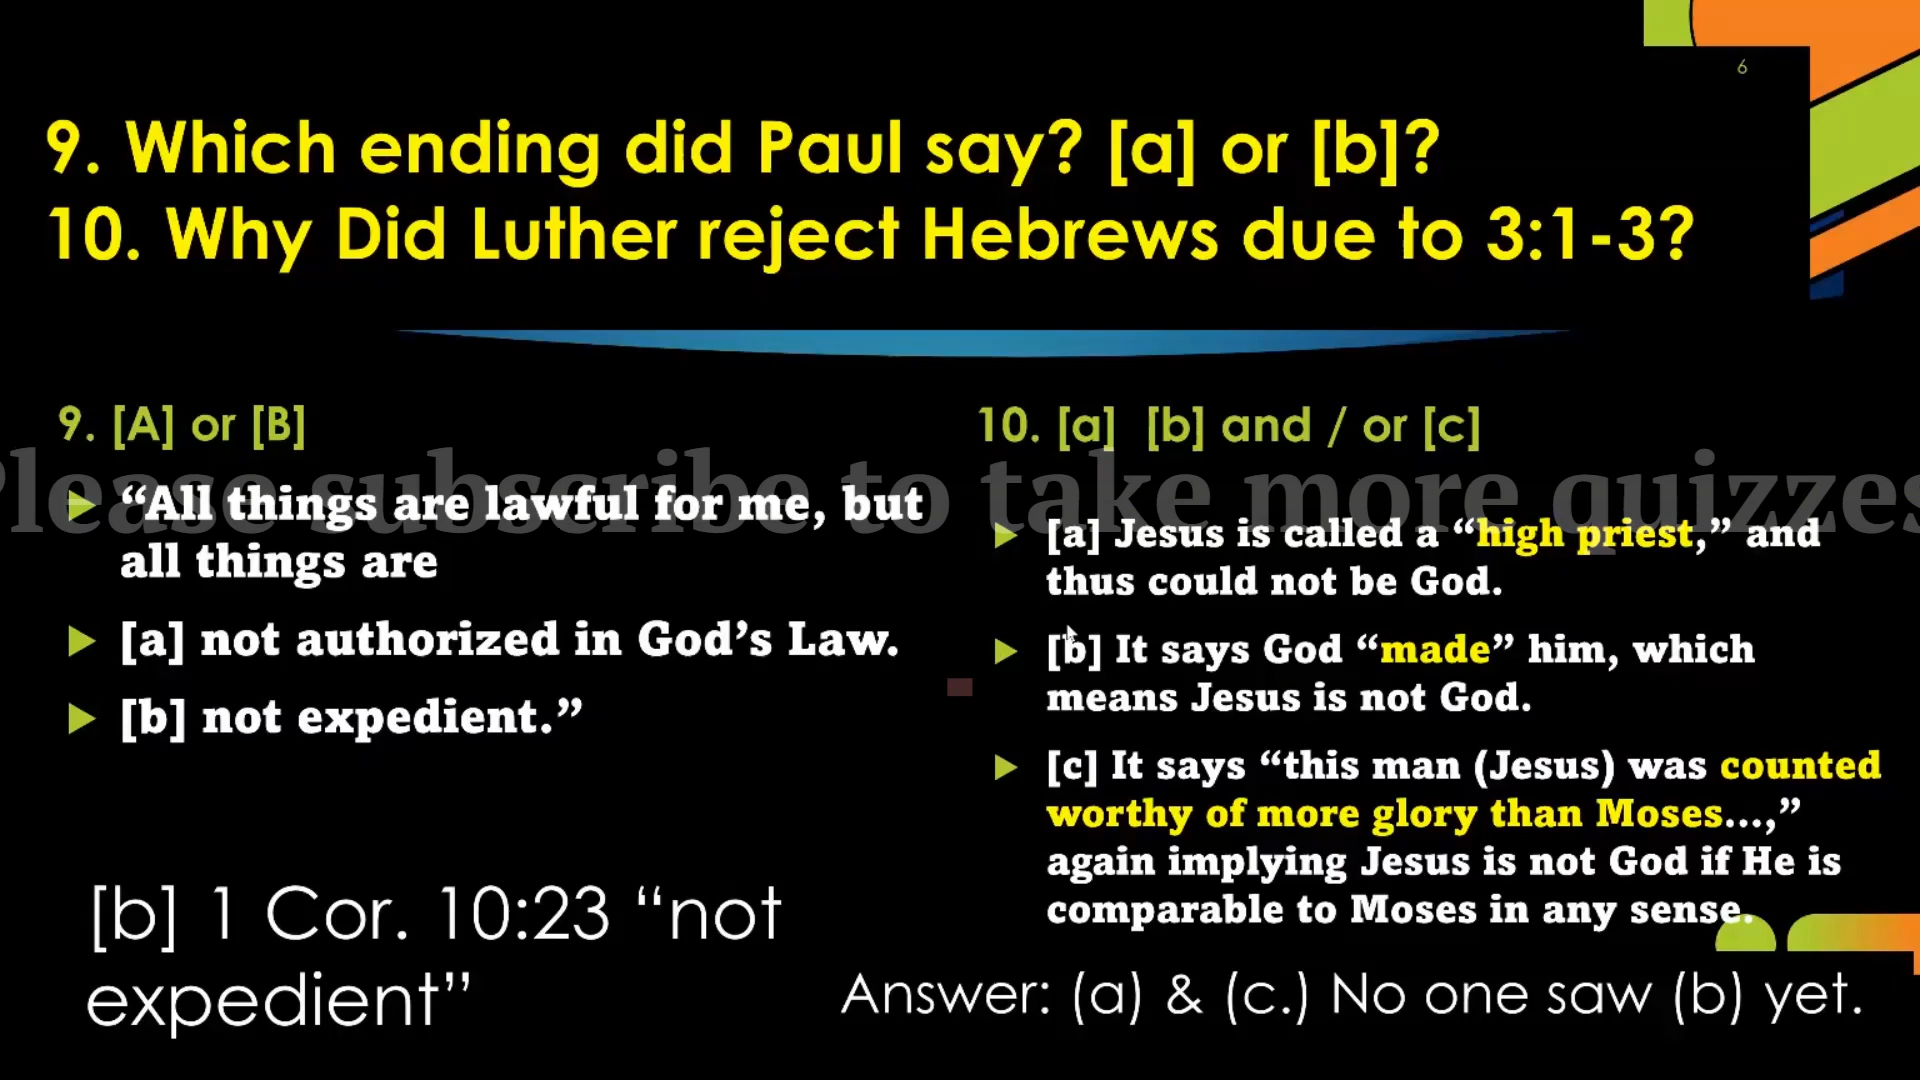 6
9. Which ending did Paul say? [a] or [b]?
10. Why Did Luther reject Hebrews due to 3:1-3?
9. [A] or [B]
“All things are lawful for me, but
all things are
[a] not authorized in God’s Law.
[b] not expedient.”
[b] 1 Cor. 10:23 “not
expedient”
10. [a] [b] and / or [c]
[a] Jesus is called a “high priest,” and
thus could not be God.
[b] It says God “made” him, which
means Jesus is not God.
[c] It says “this man (Jesus) was counted
worthy of more glory than Moses...,”
again implying Jesus is not God if He is
comparable to Moses in any sense.
Answer: (a) & (c.) No one saw (b) yet.
Please subscribe to take more quizzes